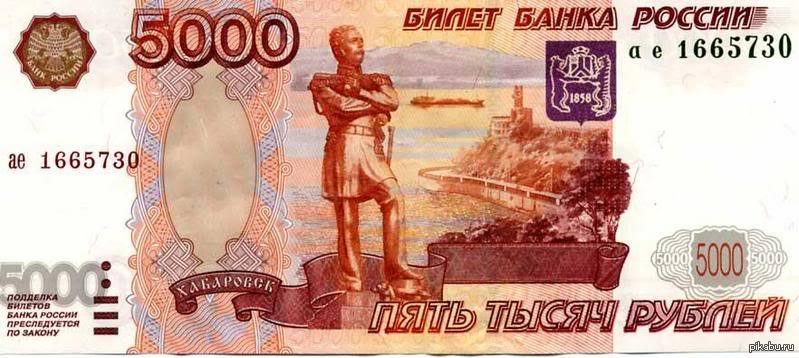 5000
БИЛЕТ БАНКА РОССИИ
БАНК РОССИИ
ае 1665730
1858
ае 1665730
5000
ХАБАРОВСК
5000 5000 5000
ПОДДЕЛКА
БИЛЕТОВ
БАНКА РОССИИ
ПРЕСЛЕДУЕТСЯ
ПО ЗАКОНУ
ПЯТЬ ТЫСЯЧ РУБЛЕЙ
pikabu.ru